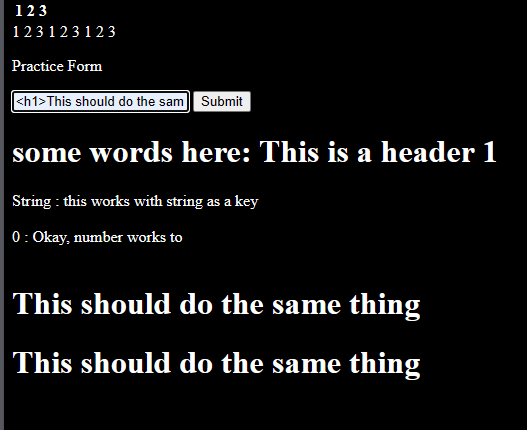 1 2 3
1 2 3 1 2 3 1 2 3
Practice Form
<h1>This should do the sam Submit
some words here: This is a header 1
String : this works with string as a key
0 : Okay, number works to
This should do the same thing
This should do the same thing